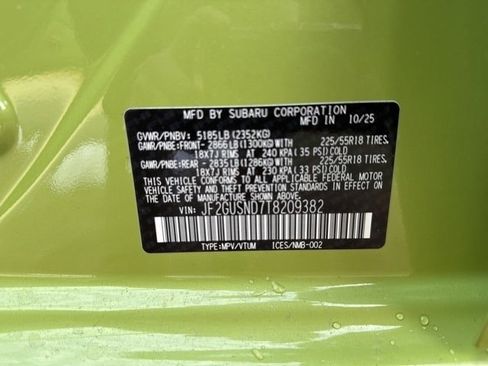 MFD BY SUBARU CORPORATION
MFD IN 10/25
GVWR/PNBV: 5185LB(2352KG)
GAWR/PNBE:FRONT- 2866LB(1300KG)WITH 225/55R18 TIRES,
18X7J RIMS AT 240 KPA(35 PSI)COLD
GAWR/PNBE:REAR - 2835LB(1286KG)WITH 225/55R18 TIRES,
18X7J RIMS AT 230 KPA(33 PSI)COLD
THIS VEHICLE CONFORMS TO ALL APPLICABLE FEDERAL MOTOR
VEHICLE SAFETY AND THEFT PREVENTION STANDARDS IN EFFECT
ON THE DATE OF MANUFACTURE SHOWN ABOVE.
VIN: JF2GUSND7T8209382
TYPE:MPV/VTUM ICES/NMB-002